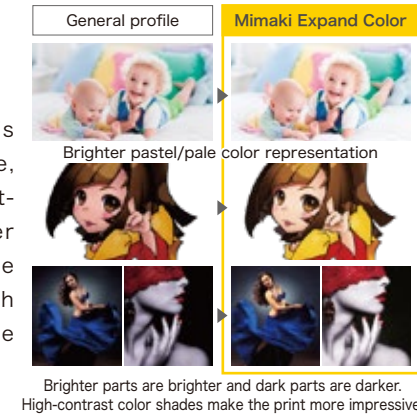 General profile
Mimaki Expand Color
s
e,
t-
er
e
h
e
Brighter pastel/pale color representation
Brighter parts are brighter and dark parts are darker.
High-contrast color shades make the print more impressive